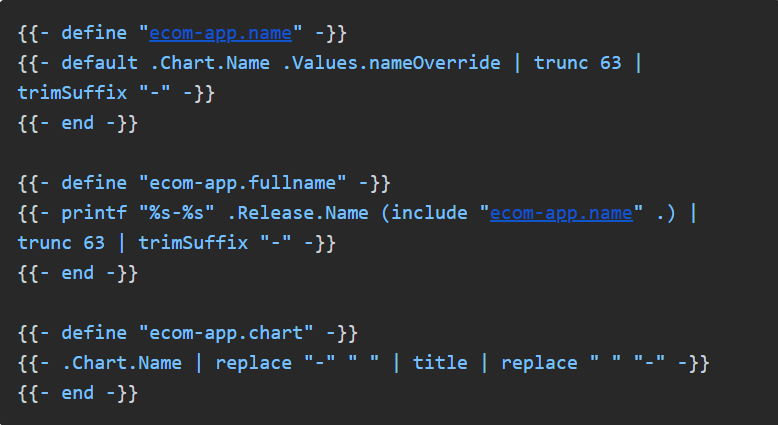 {{- define "ecom-app.name" -}}
{{- default .Chart.Name .Values.nameOverride | trunc 63 |
trimSuffix "-" -}}
{{- end -}}

{{- define "ecom-app.fullname" -}}
{{- printf "%s-%s" .Release.Name (include "ecom-app.name" .) |
trunc 63 | trimSuffix "-" -}}
{{- end -}}

{{- define "ecom-app.chart" -}}
{{- .Chart.Name | replace "-" " " | title | replace " " "-" -}}
{{- end -}}